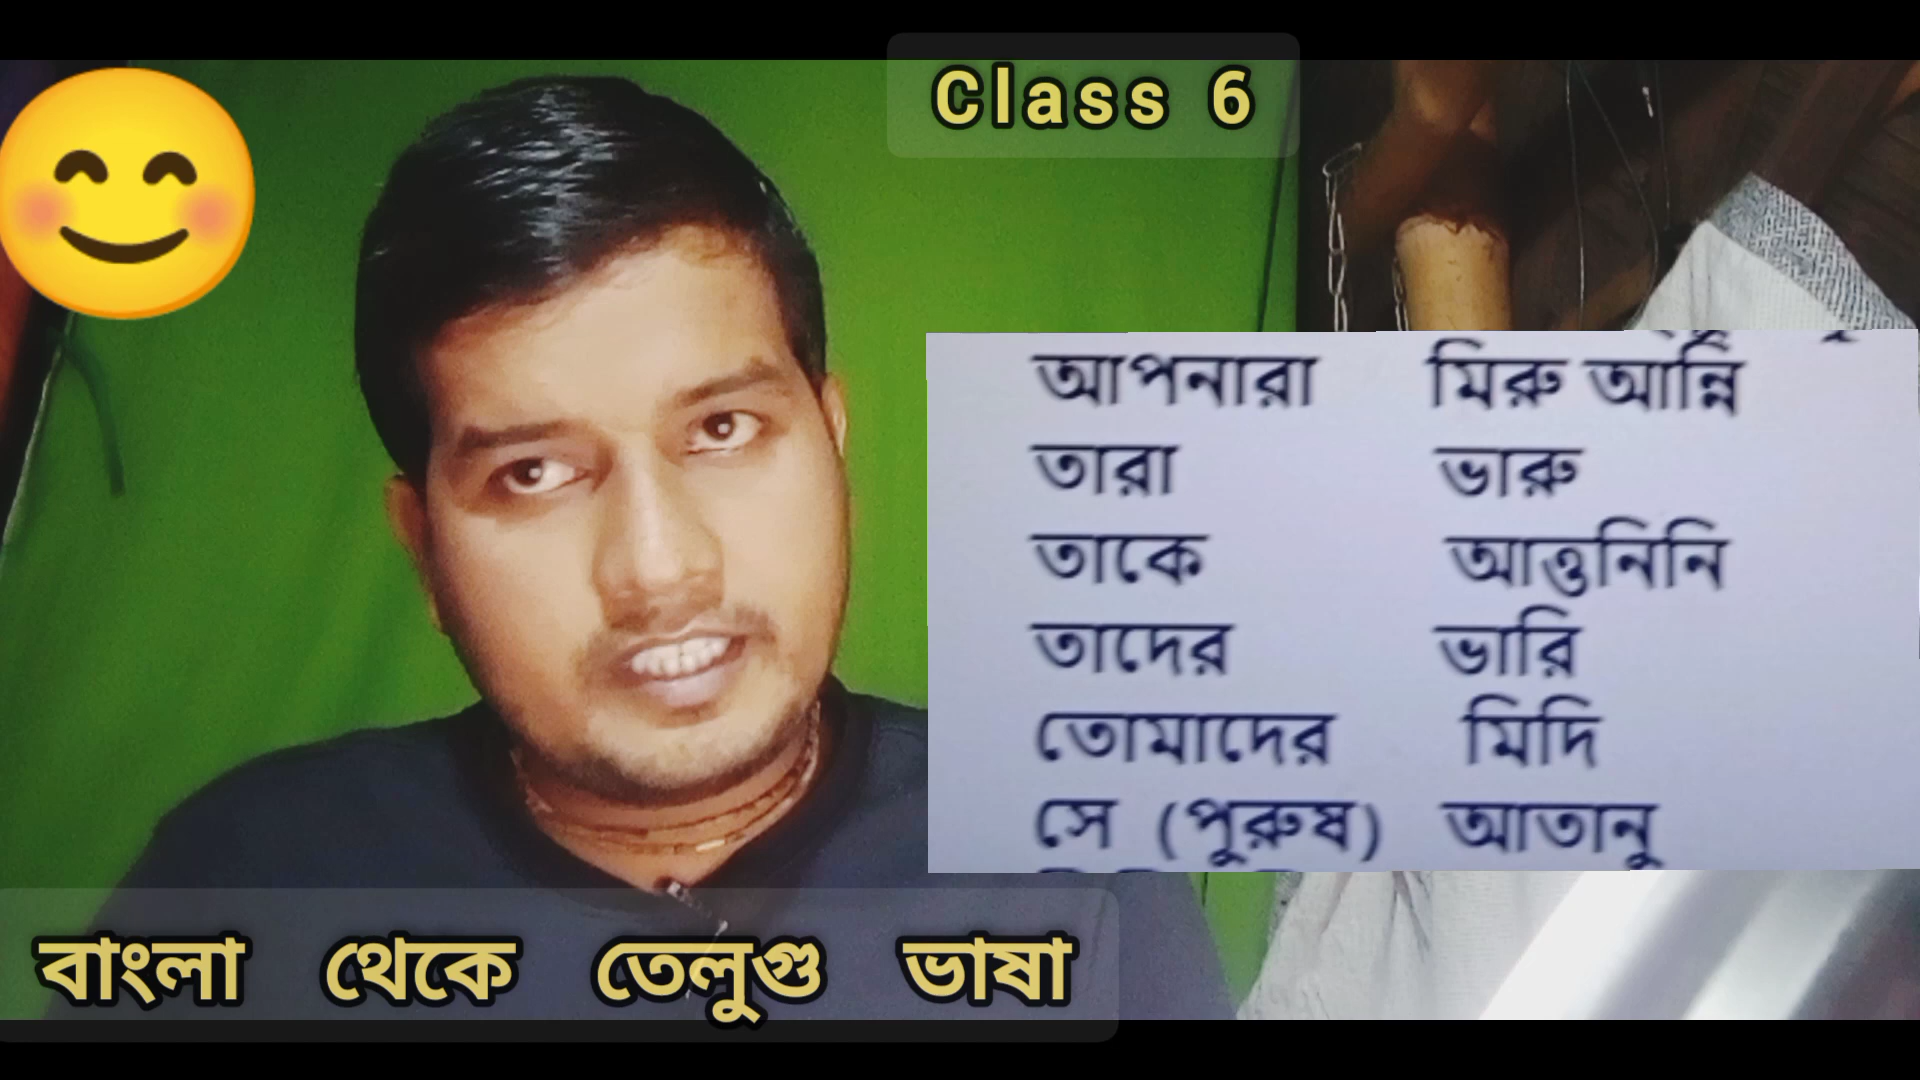 Class 6
আপনারা মিরু আন্নি
তারা ভারু
তাকে আত্তনিনি
তাদের ভারি
তোমাদের মিদি
সে (পুরুষ) আতানু
বাংলা থেকে তেলুগু ভাষা